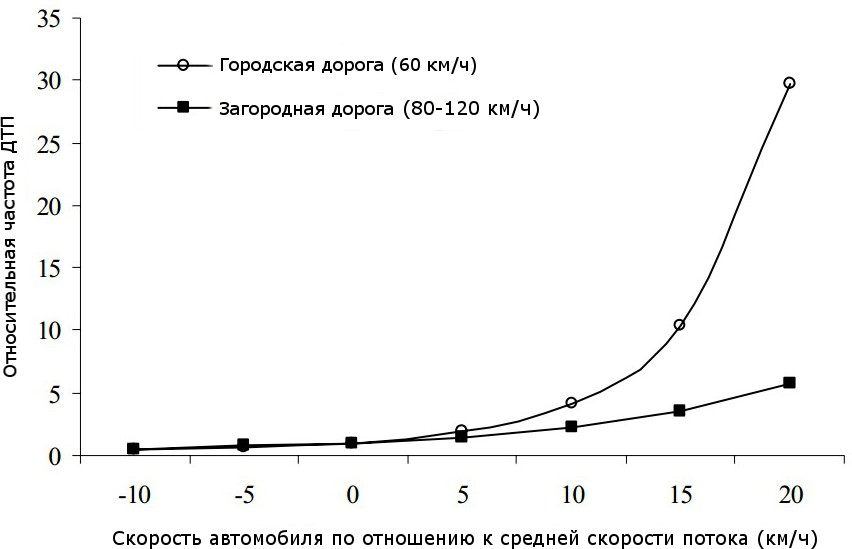 35
30
25
20
15
10
5
0
Относительная частота ДТП
Городская дорога (60 км/ч)
Загородная дорога (80-120 км/ч)
-10 -5 0 5 10 15 20
Скорость автомобиля по отношению к средней скорости потока (км/ч)